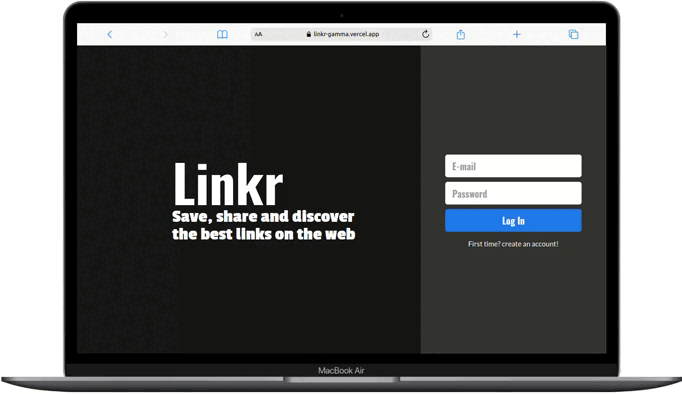 AA
linkr-gamma.vercel.app
Linkr
Save, share and discover
the best links on the web
E-mail
Password
Log In
First time? create an account!
MacBook Air